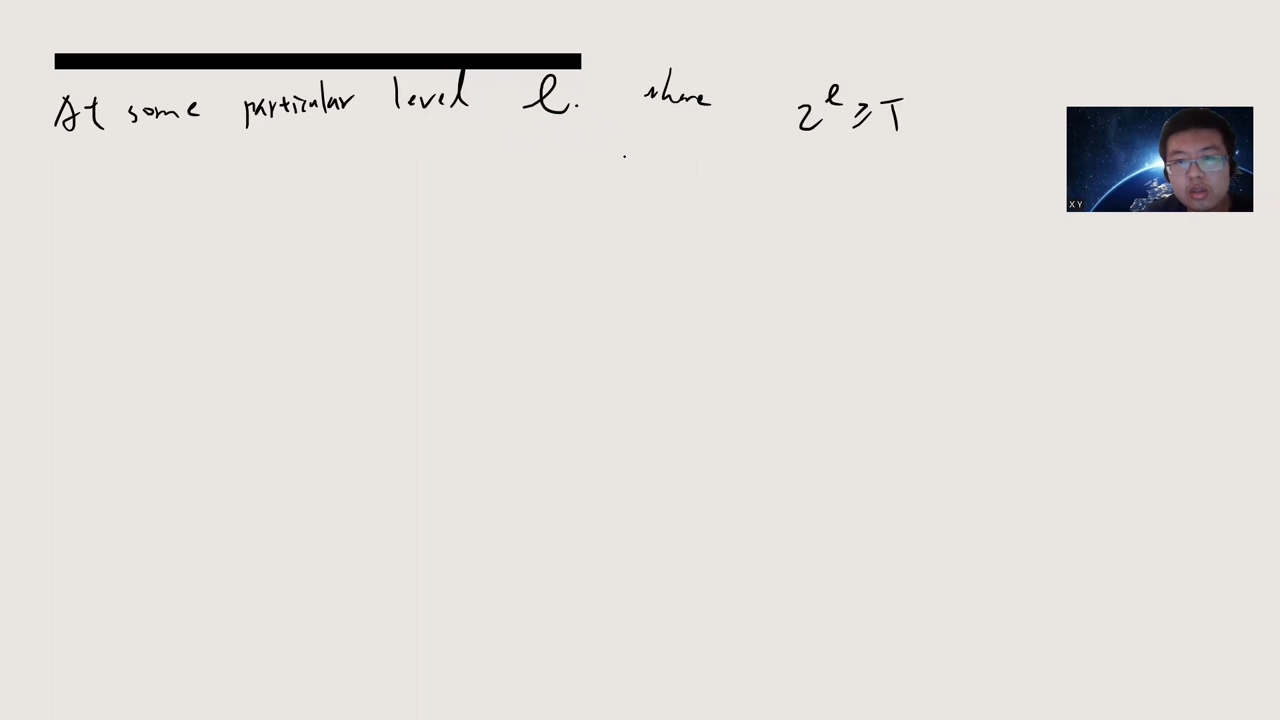 At some particular level ℓ. where 2^ℓ ≥ T
X Y